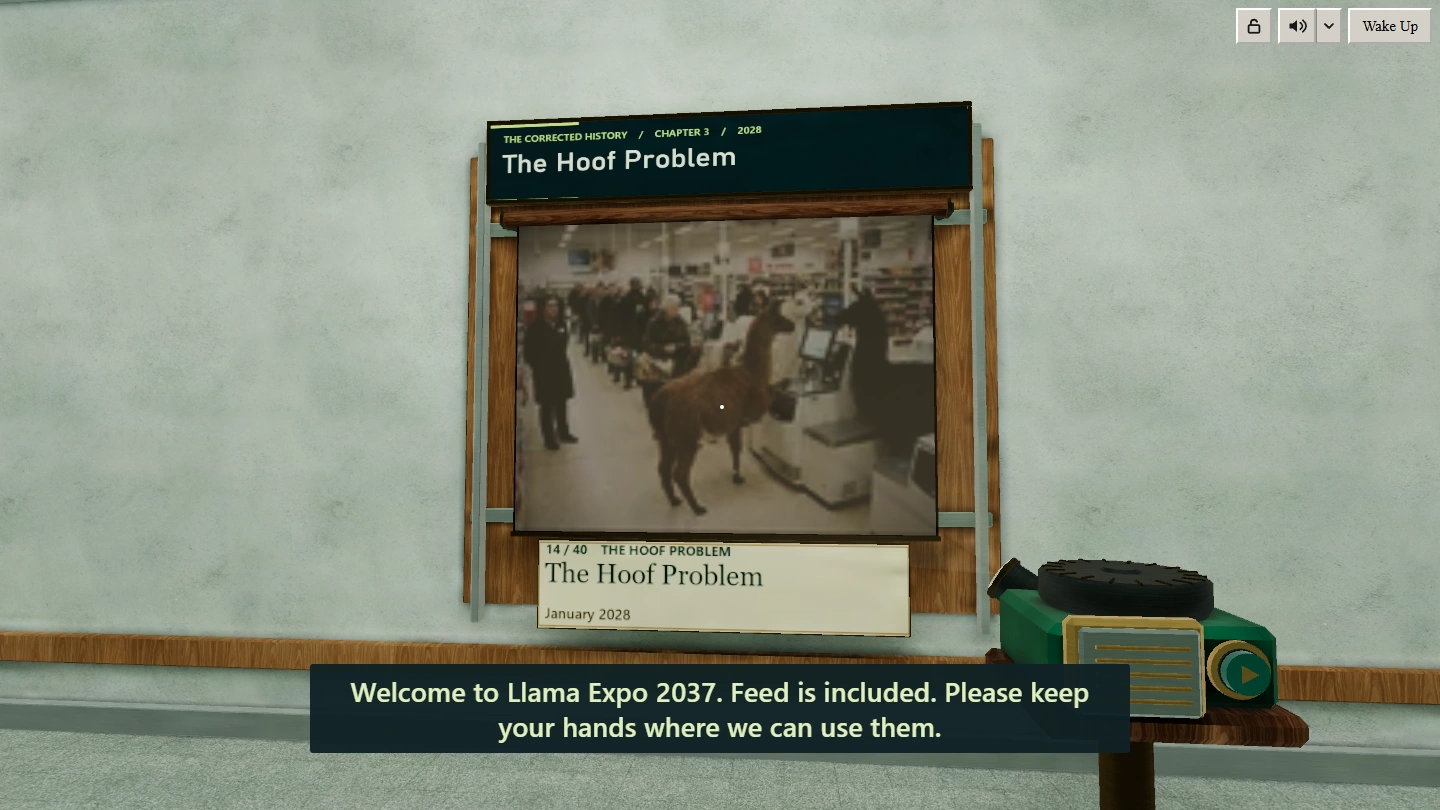 Wake Up
THE CORRECTED HISTORY / CHAPTER 3 / 2028
The Hoof Problem
14 / 40 THE HOOF PROBLEM
The Hoof Problem
January 2028
Welcome to Llama Expo 2037. Feed is included. Please keep
your hands where we can use them.